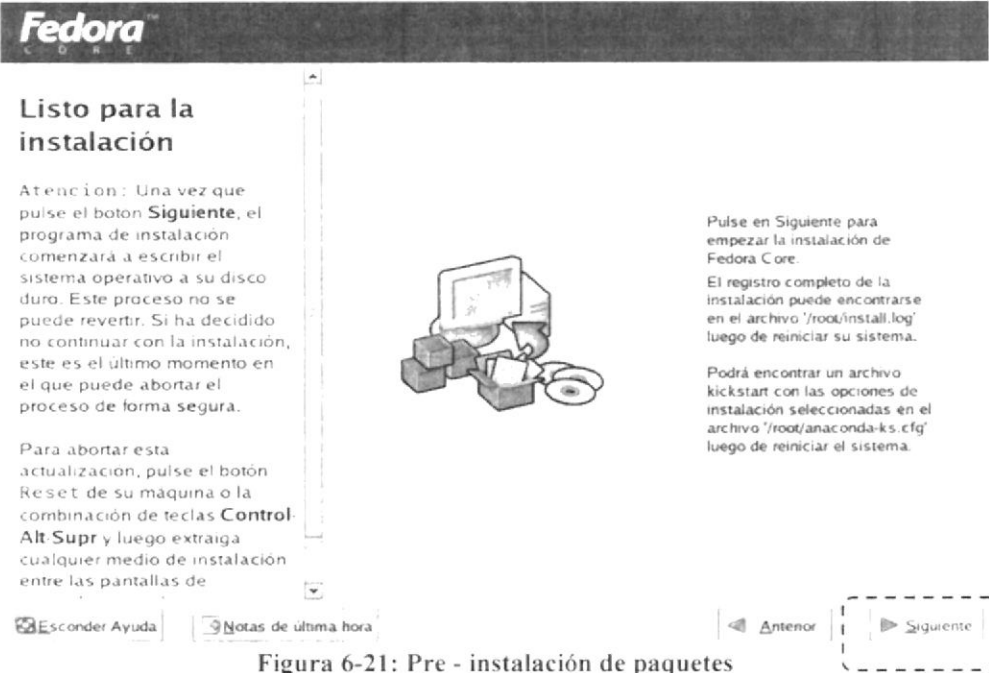 Fedora™
CORE
Listo para la
instalación
Atencion: Una vez que
pulse el boton Siguiente, el
programa de instalación
comenzará a escribir el
sistema operativo a su disco
duro. Este proceso no se
puede revertir. Si ha decidido
no continuar con la instalación,
este es el último momento en
el que puede abortar el
proceso de forma segura.
Para abortar esta
actualización, pulse el botón
Reset de su maquina o la
combinación de teclas Control-
Alt-Supr y luego extraiga
cualquier medio de instalación
entre las pantallas de
Pulse en Siguiente para
empezar la instalación de
Fedora Core.
El registro completo de la
instalación puede encontrarse
en el archivo '/root/install.log'
luego de reiniciar su sistema.
Podrá encontrar un archivo
kickstart con las opciones de
instalación seleccionadas en el
archivo '/root/anaconda-ks.cfg'
luego de reiniciar el sistema.
Esconder Ayuda
Notas de última hora
Anterior
Siguiente
Figura 6-21: Pre - instalación de paquetes